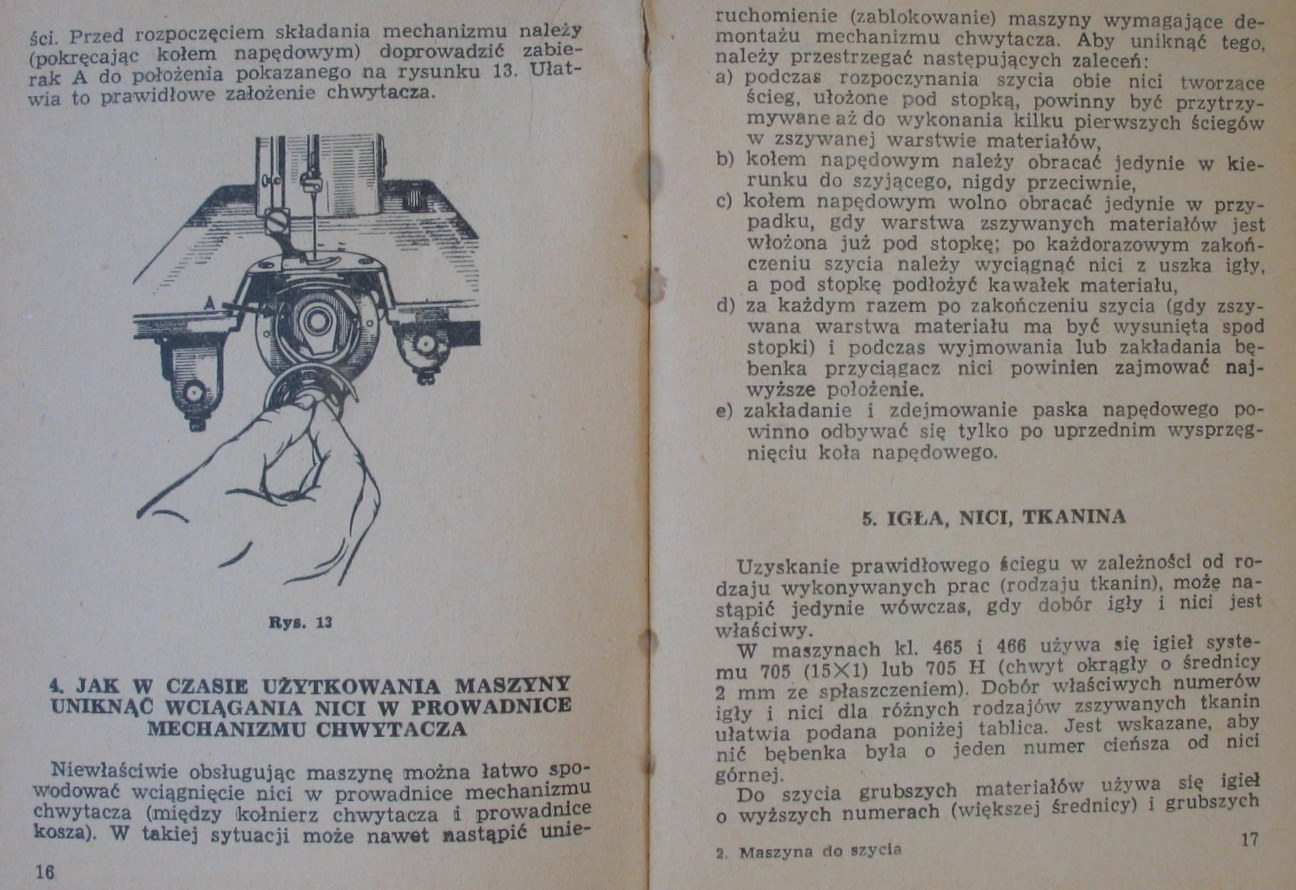 ści. Przed rozpoczęciem składania mechanizmu należy
(pokręcając kołem napędowym) doprowadzić zabie-
rak A do położenia pokazanego na rysunku 13. Ułat-
wia to prawidłowe założenie chwytacza.
A
Rys. 13
4. JAK W CZASIE UŻYTKOWANIA MASZYNY
UNIKNĄĆ WCIĄGANIA NICI W PROWADNICE
MECHANIZMU CHWYTACZA
Niewłaściwie obsługując maszynę można łatwo spo-
wodować wciągnięcie nici w prowadnice mechanizmu
chwytacza (między kołnierz chwytacza i prowadnice
kosza). W takiej sytuacji może nawet nastąpić unie-
16
ruchomienie (zablokowanie) maszyny wymagające de-
montażu mechanizmu chwytacza. Aby uniknąć tego,
należy przestrzegać następujących zaleceń:
a) podczas rozpoczynania szycia obie nici tworzące
ścieg, ułożone pod stopką, powinny być przytrzy-
mywane aż do wykonania kilku pierwszych ściegów
w zszywanej warstwie materiałów,
b) kołem napędowym należy obracać jedynie w kie-
runku do szyjącego, nigdy przeciwnie,
c) kołem napędowym wolno obracać jedynie w przy-
padku, gdy warstwa zszywanych materiałów jest
włożona już pod stopkę; po każdorazowym zakoń-
czeniu szycia należy wyciągnąć nici z uszka igły,
a pod stopkę podłożyć kawałek materiału,
d) za każdym razem po zakończeniu szycia (gdy zszy-
wana warstwa materiału ma być wysunięta spod
stopki) i podczas wyjmowania lub zakładania bę-
benka przyciągacz nici powinien zajmować naj-
wyższe położenie.
e) zakładanie i zdejmowanie paska napędowego po-
winno odbywać się tylko po uprzednim wysprzęg-
nięciu koła napędowego.
5. IGŁA, NICI, TKANINA
Uzyskanie prawidłowego ściegu w zależności od ro-
dzaju wykonywanych prac (rodzaju tkanin), może na-
stąpić jedynie wówczas, gdy dobór igły i nici jest
właściwy.
W maszynach kl. 465 i 466 używa się igieł syste-
mu 705 (15X1) lub 705 H (chwyt okrągły o średnicy
2 mm ze spłaszczeniem). Dobór właściwych numerów
igły i nici dla różnych rodzajów zszywanych tkanin
ułatwia podana poniżej tablica. Jest wskazane, aby
nić bębenka była o jeden numer cieńsza od nici
górnej.
Do szycia grubszych materiałów używa się igieł
o wyższych numerach (większej średnicy) i grubszych
2. Maszyna do szycia
17